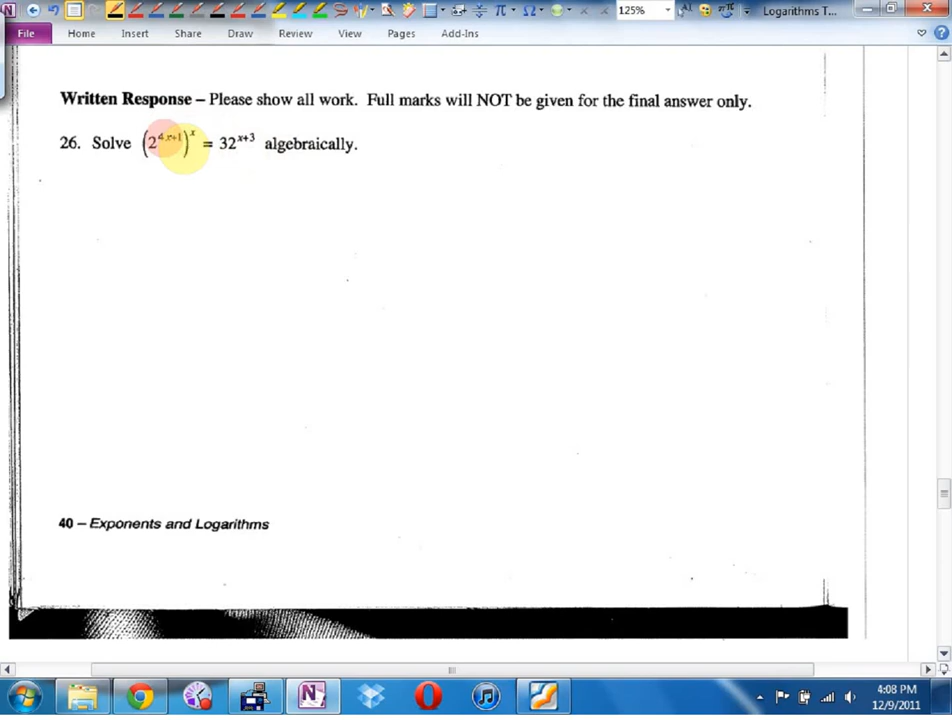 125% Logarithms T...
File Home Insert Share Draw Review View Pages Add-Ins
Written Response – Please show all work. Full marks will NOT be given for the final answer only.
26. Solve (2^{4x+1})^x = 32^{x+3} algebraically.
40 – Exponents and Logarithms
4:08 PM
12/9/2011